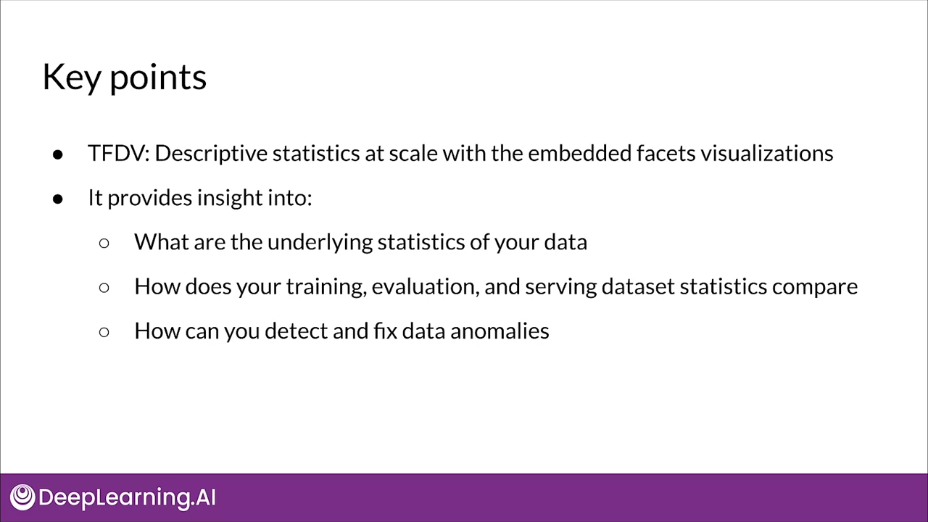 Key points
● TFDV: Descriptive statistics at scale with the embedded facets visualizations
● It provides insight into:
○ What are the underlying statistics of your data
○ How does your training, evaluation, and serving dataset statistics compare
○ How can you detect and fix data anomalies
DeepLearning.AI